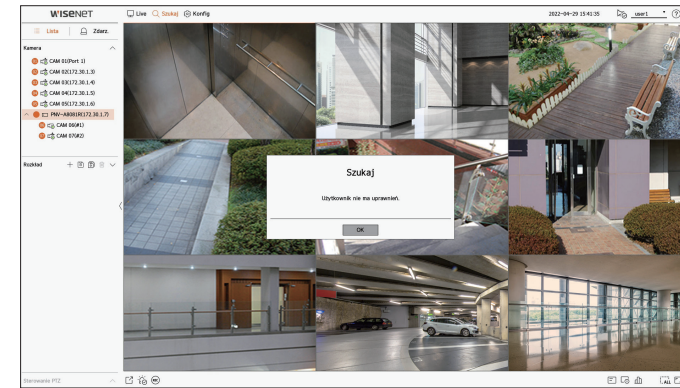 WISENET
Live Szukaj Konfig
2022-04-29 15:41:35
user1
Lista Zdarz.
Kamera
CAM 01(Port 1)
CAM 02(172.30.1.3)
CAM 03(172.30.1.4)
CAM 04(172.30.1.5)
CAM 05(172.30.1.6)
PNV-A8081R(172.30.1.7)
CAM 06(#1)
CAM 07(#2)
Rozkład
Szukaj
Użytkownik nie ma uprawnień.
OK
Sterowanie PTZ
ALL